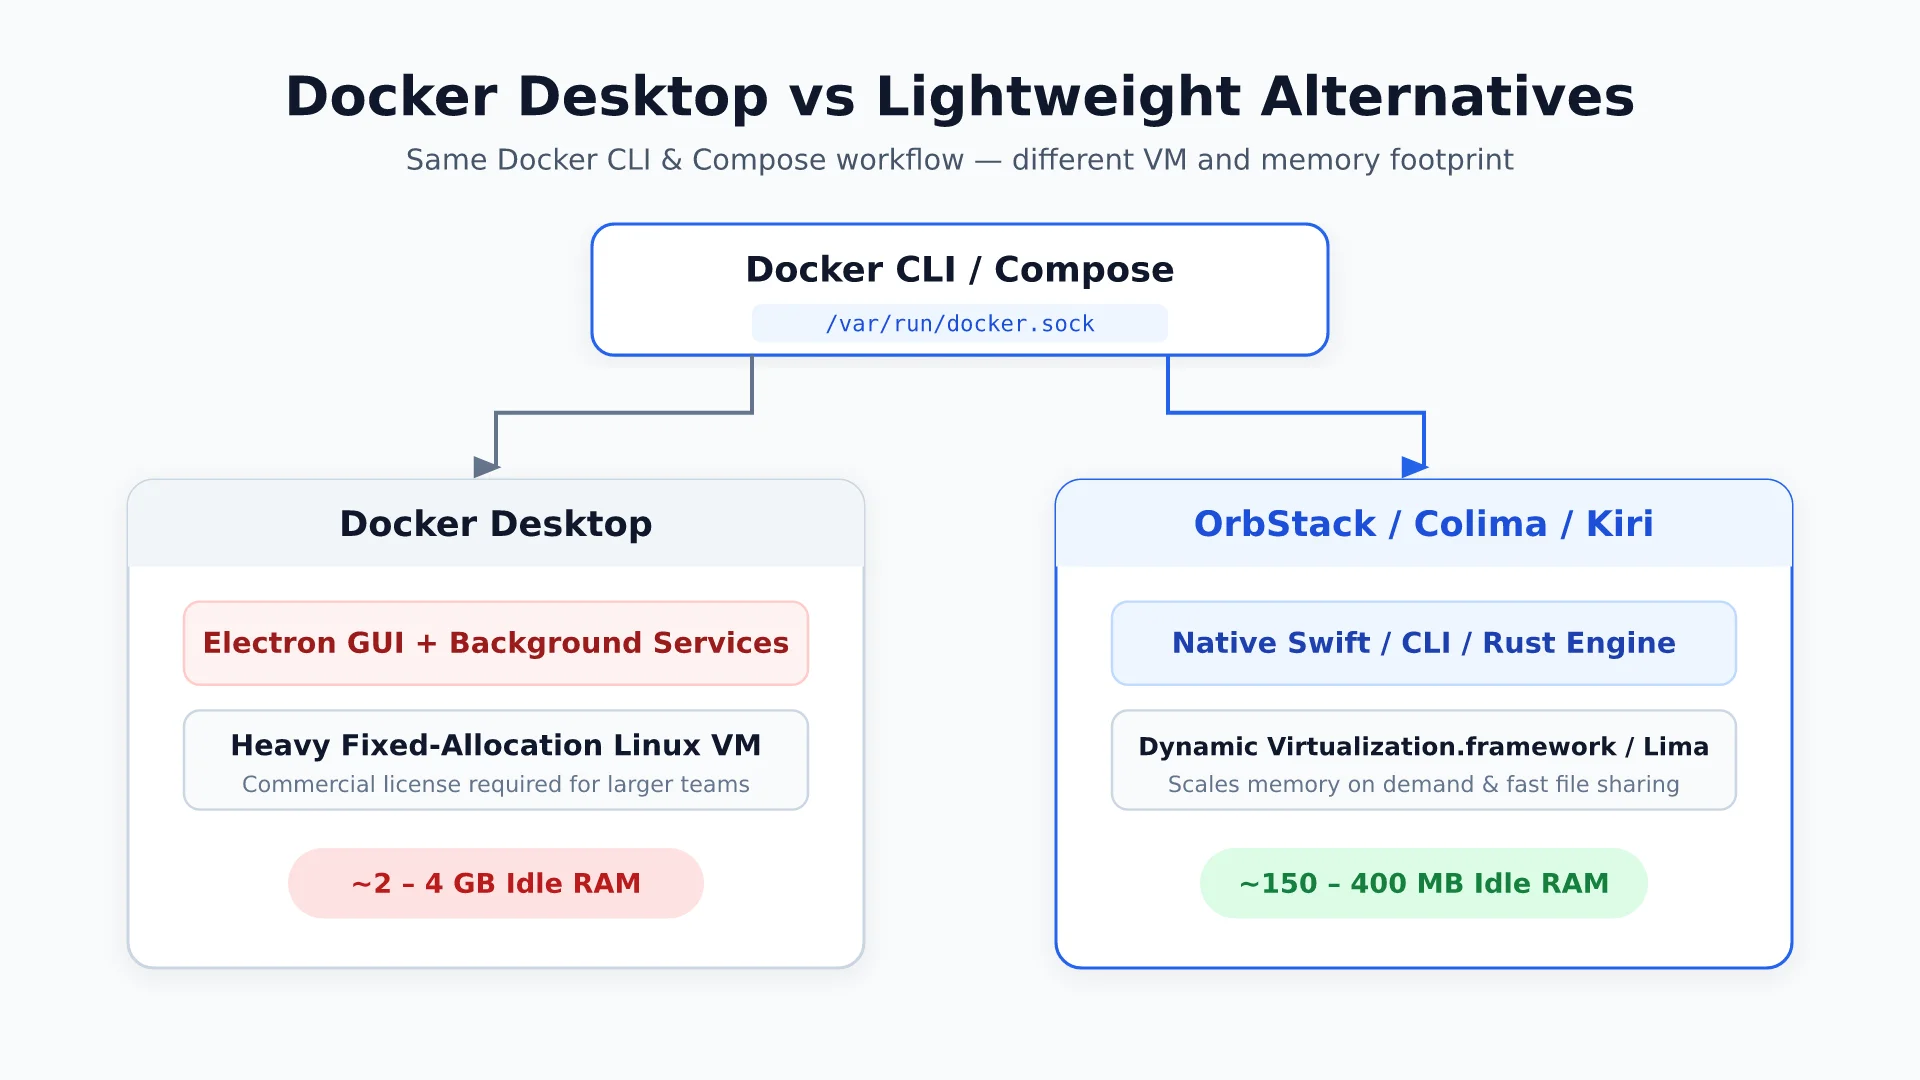 Docker Desktop vs Lightweight Alternatives
Same Docker CLI & Compose workflow — different VM and memory footprint
Docker CLI / Compose
/var/run/docker.sock
Docker Desktop
Electron GUI + Background Services
Heavy Fixed-Allocation Linux VM
Commercial license required for larger teams
~2 – 4 GB Idle RAM
OrbStack / Colima / Kiri
Native Swift / CLI / Rust Engine
Dynamic Virtualization.framework / Lima
Scales memory on demand & fast file sharing
~150 – 400 MB Idle RAM